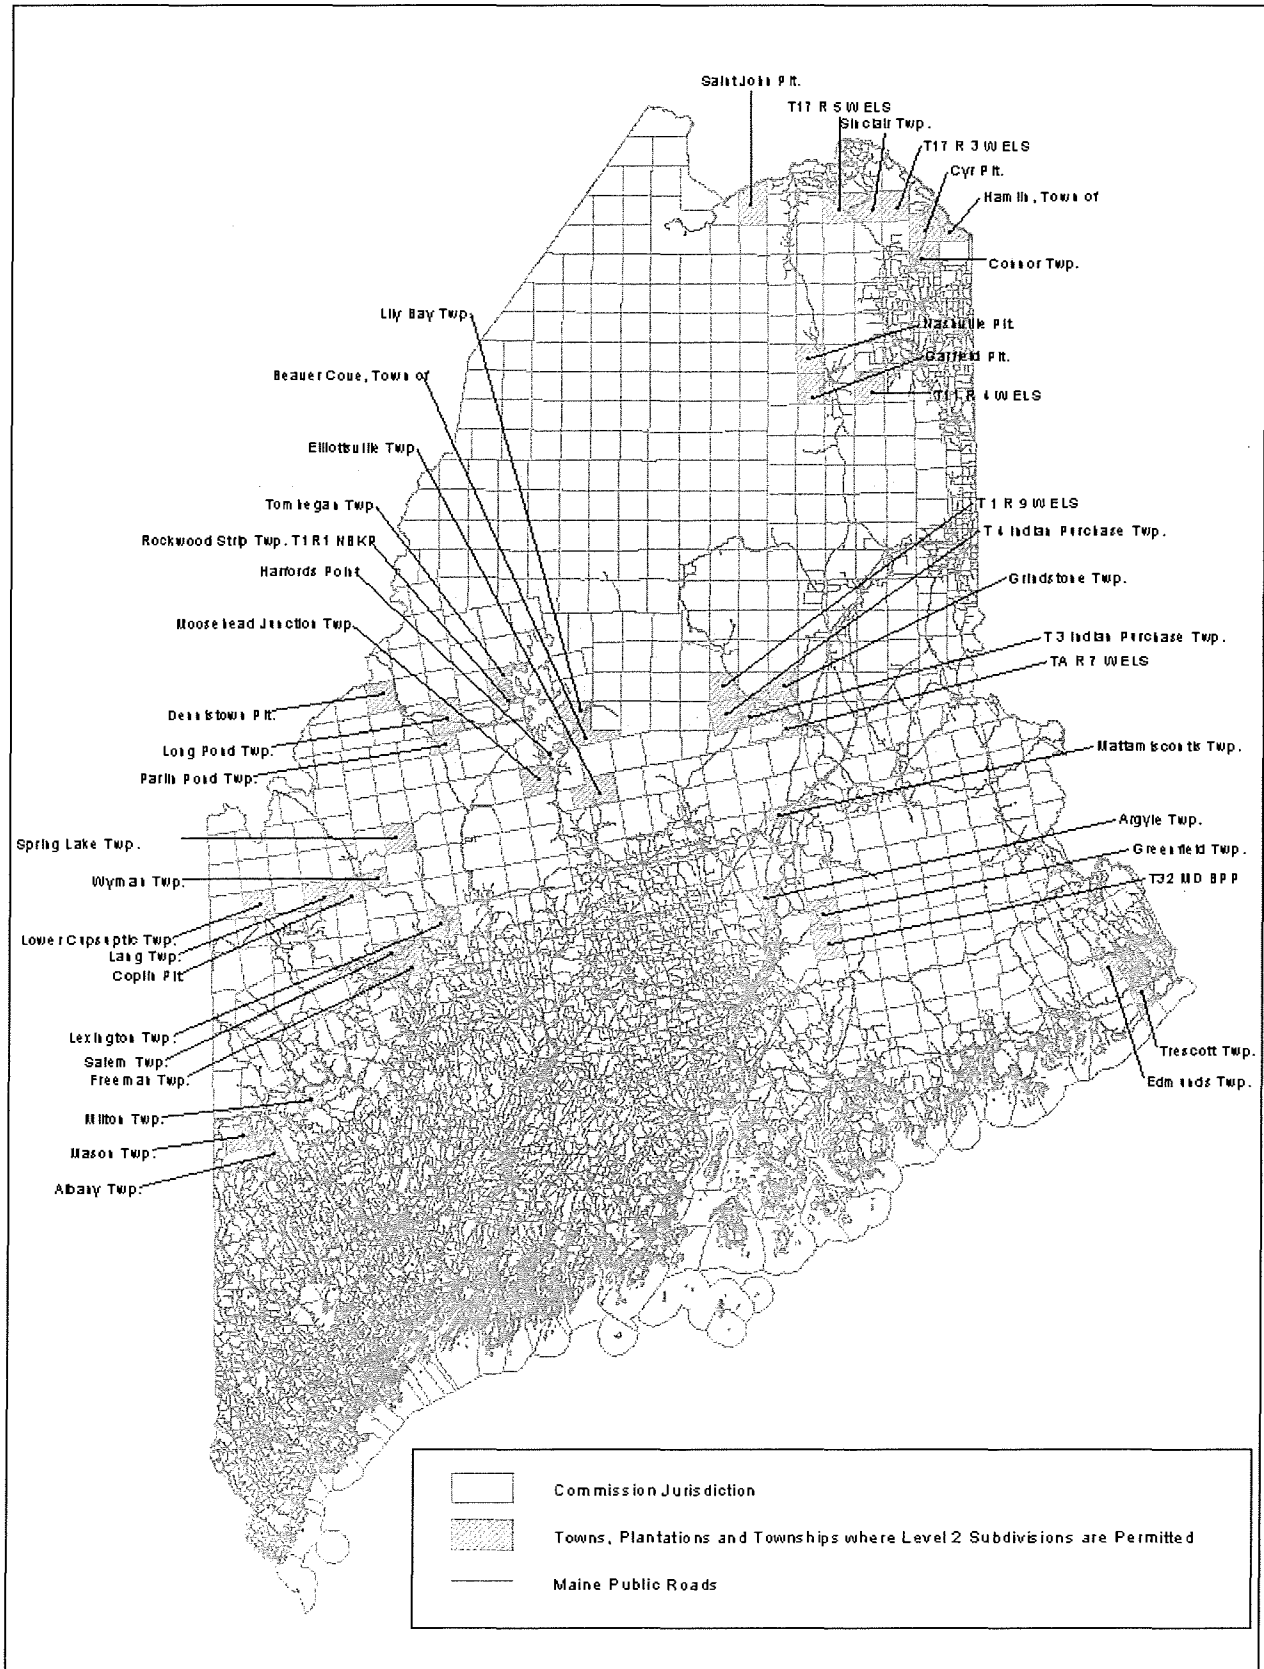 Saint John Plt.
T17 R 5 WELS
Sinclair Twp.
T17 R 3 WELS
Cyr Plt.
Hamlin, Town of
Connor Twp.
Lily Bay Twp.
Nashville Plt.
Garfield Plt.
Beaver Cove, Town of
T11 R 4 WELS
Elliottsville Twp.
Tomhegan Twp.
T 1 R 9 WELS
T 4 Indian Purchase Twp.
Rockwood Strip Twp. T1R1 NBKP
Harfords Point
Grindstone Twp.
Moosehead Junction Twp.
T 3 Indian Purchase Twp.
TA R 7 WELS
Dennistown Plt.
Long Pond Twp.
Mattamiscontis Twp.
Parlin Pond Twp.
Argyle Twp.
Spring Lake Twp.
Greenfield Twp.
Wyman Twp.
T32 MD BPP
Lower Cupsuptic Twp.
Lang Twp.
Coplin Plt.
Lexington Twp.
Salem Twp.
Freeman Twp.
Trescott Twp.
Edmunds Twp.
Milton Twp.
Mason Twp.
Albany Twp.
Commission Jurisdiction
Towns, Plantations and Townships where Level 2 Subdivisions are Permitted
Maine Public Roads